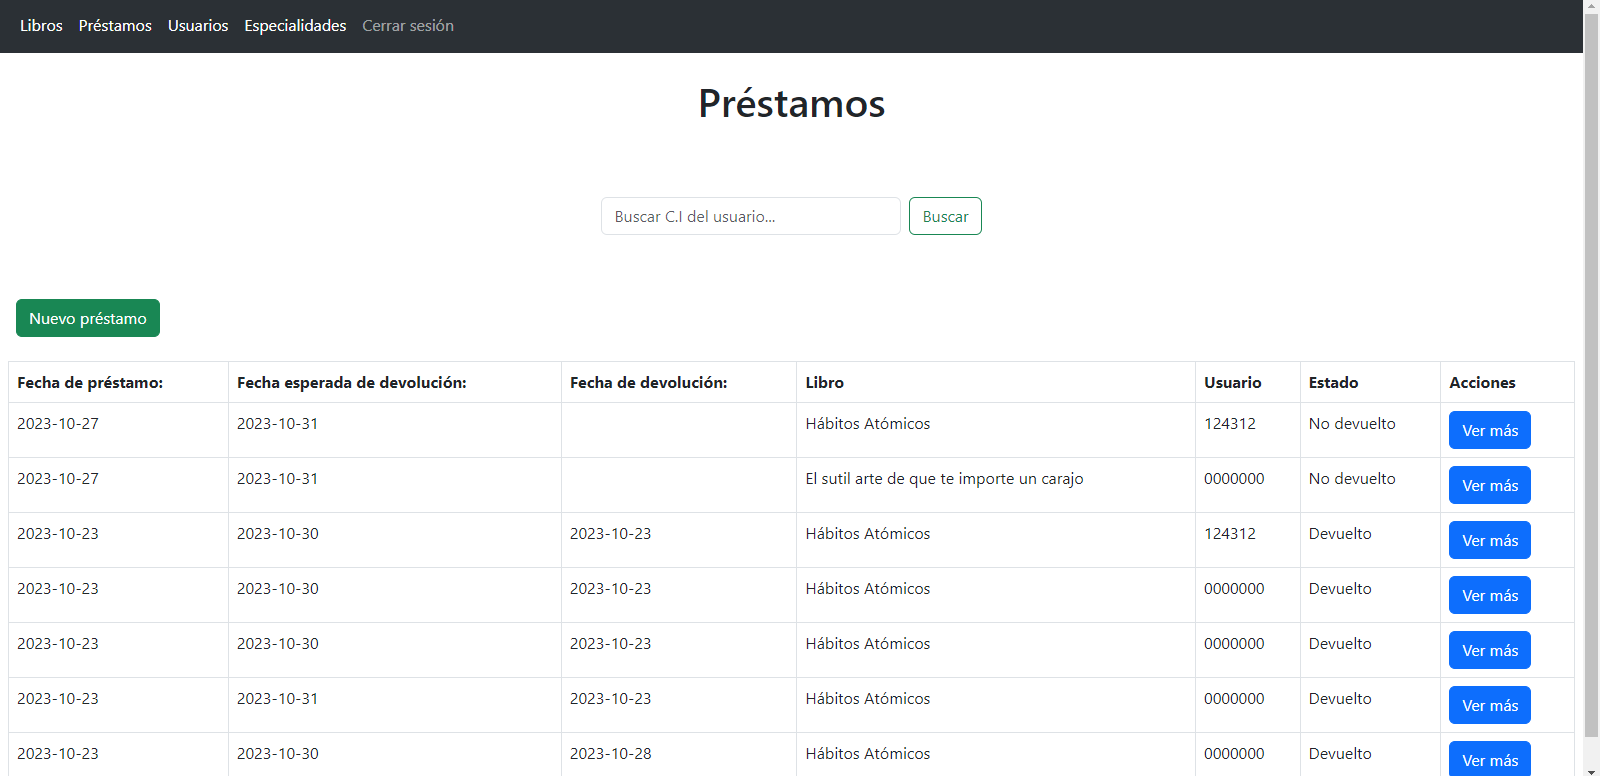 Libros Préstamos Usuarios Especialidades Cerrar sesión
Préstamos
Buscar C.I del usuario... Buscar
Nuevo préstamo
Fecha de préstamo: Fecha esperada de devolución: Fecha de devolución: Libro Usuario Estado Acciones
2023-10-27 2023-10-31 Hábitos Atómicos 124312 No devuelto Ver más
2023-10-27 2023-10-31 El sutil arte de que te importe un carajo 0000000 No devuelto Ver más
2023-10-23 2023-10-30 2023-10-23 Hábitos Atómicos 124312 Devuelto Ver más
2023-10-23 2023-10-30 2023-10-23 Hábitos Atómicos 0000000 Devuelto Ver más
2023-10-23 2023-10-30 2023-10-23 Hábitos Atómicos 0000000 Devuelto Ver más
2023-10-23 2023-10-31 2023-10-23 Hábitos Atómicos 0000000 Devuelto Ver más
2023-10-23 2023-10-30 2023-10-28 Hábitos Atómicos 0000000 Devuelto Ver más